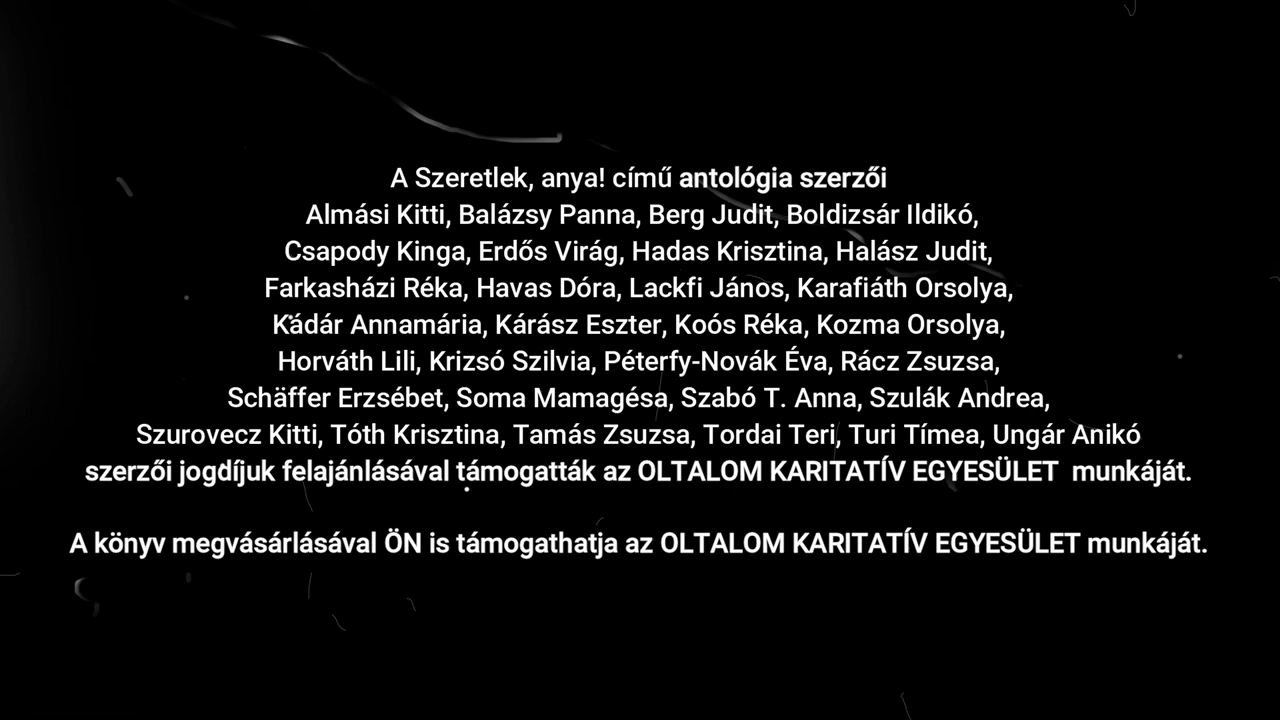 A Szeretlek, anya! című antológia szerzői
Almási Kitti, Balázsy Panna, Berg Judit, Boldizsár Ildikó,
Csapody Kinga, Erdős Virág, Hadas Krisztina, Halász Judit,
Farkasházi Réka, Havas Dóra, Lackfi János, Karafiáth Orsolya,
Kádár Annamária, Kárász Eszter, Koós Réka, Kozma Orsolya,
Horváth Lili, Krizsó Szilvia, Péterfy-Novák Éva, Rácz Zsuzsa,
Schäffer Erzsébet, Soma Mamagésa, Szabó T. Anna, Szulák Andrea,
Szurovecz Kitti, Tóth Krisztina, Tamás Zsuzsa, Tordai Teri, Turi Tímea, Ungár Anikó
szerzői jogdíjuk felajánlásával támogatták az OLTALOM KARITATÍV EGYESÜLET munkáját.
A könyv megvásárlásával ÖN is támogathatja az OLTALOM KARITATÍV EGYESÜLET munkáját.